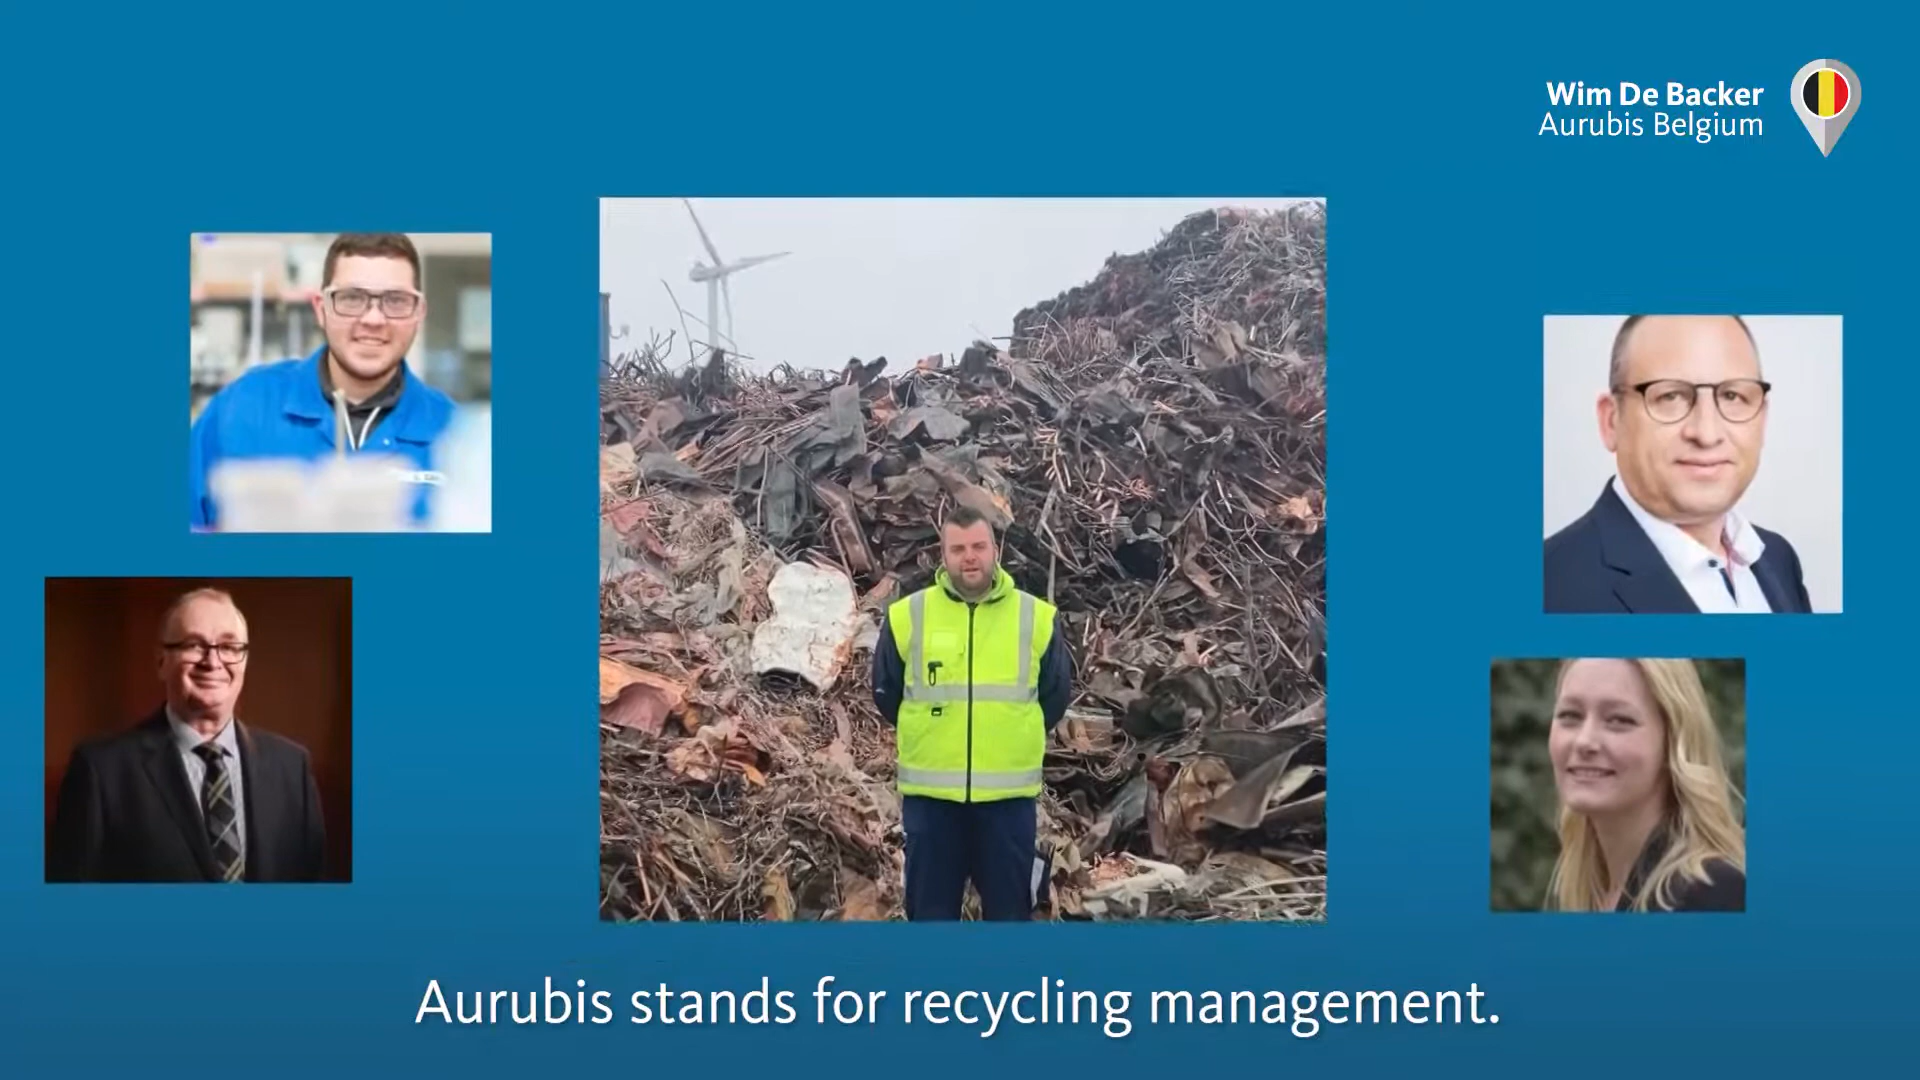 Wim De Backer
Aurubis Belgium
Aurubis stands for recycling management.